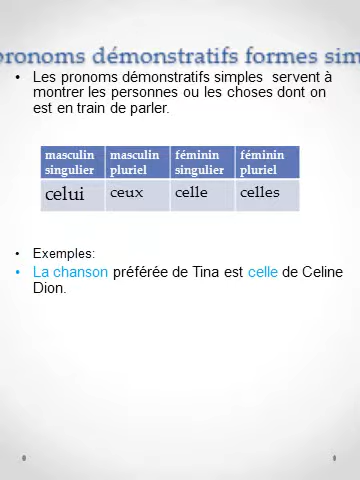 pronoms démonstratifs formes sim
• Les pronoms démonstratifs simples servent à
montrer les personnes ou les choses dont on
est en train de parler.
masculin masculin féminin féminin
singulier pluriel singulier pluriel
celui ceux celle celles
• Exemples:
• La chanson préférée de Tina est celle de Celine
Dion.